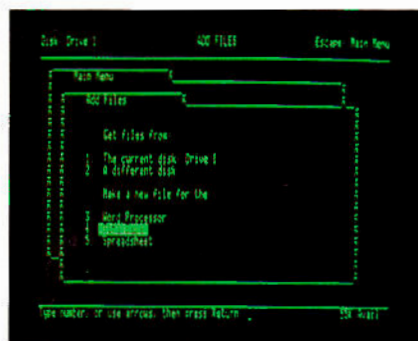 Disk: Drive 1 ADD FILES Escape: Main Menu
Main Menu
Add Files
Get files from:
1 The current disk: Drive 1
2 A different disk
Make a new file for the:
3 Word Processor
5 Spreadsheet
Type number, or use arrows, then press Return 55K Avail